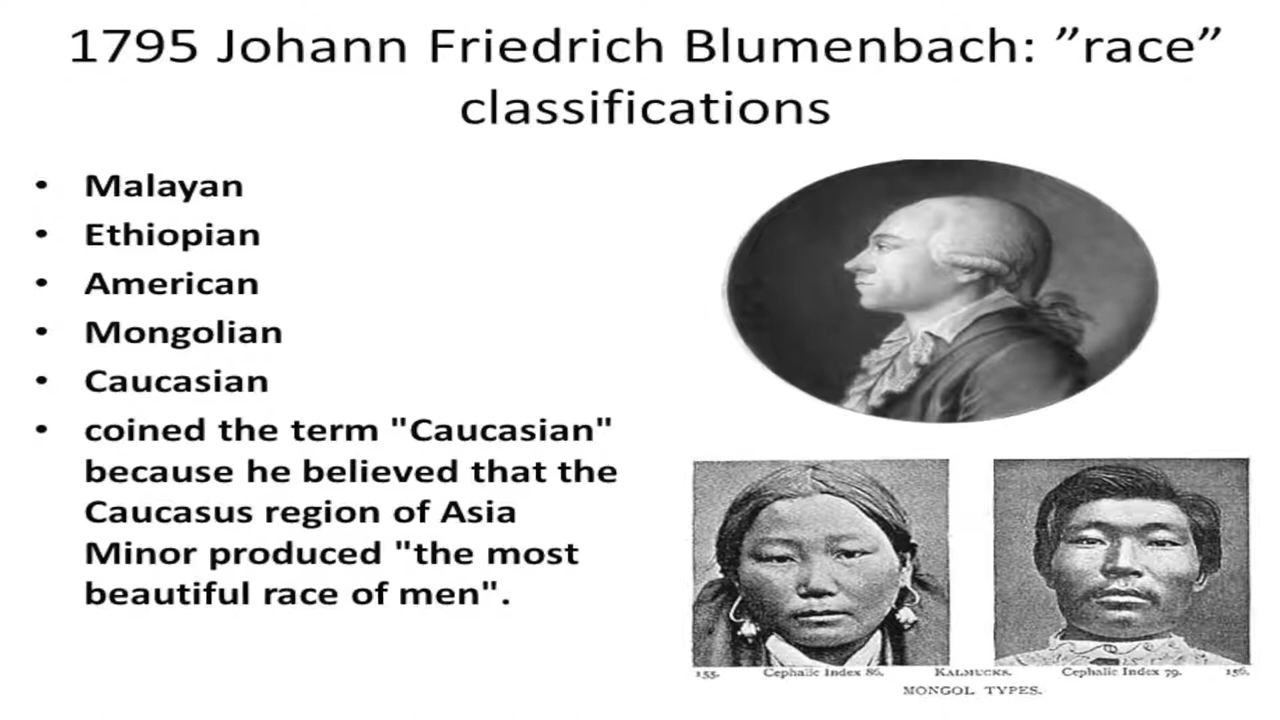 1795 Johann Friedrich Blumenbach: ”race”
classifications
• Malayan
• Ethiopian
• American
• Mongolian
• Caucasian
• coined the term "Caucasian"
because he believed that the
Caucasus region of Asia
Minor produced "the most
beautiful race of men".
155. Cephalic Index 86. KALMUCKS. Cephalic Index 79. 156.
MONGOL TYPES.